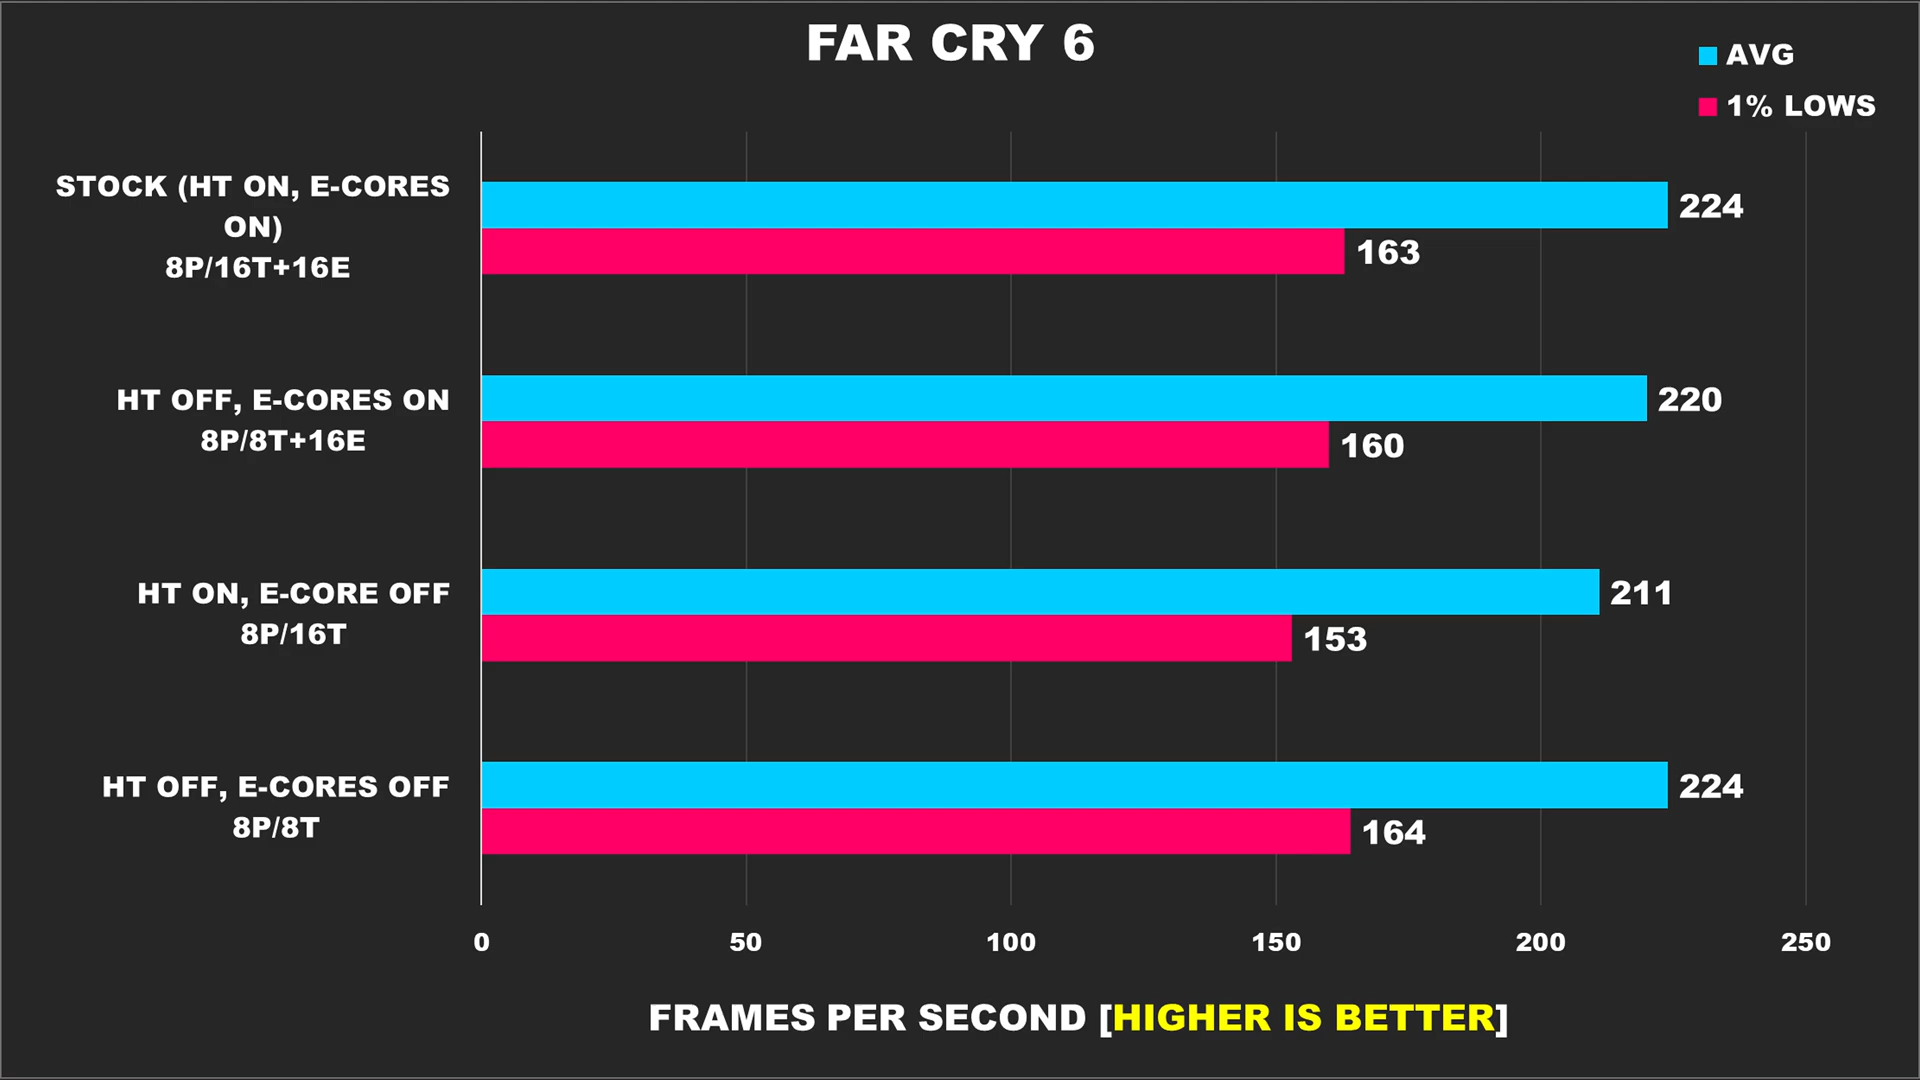 FAR CRY 6
AVG
1% LOWS
STOCK (HT ON, E-CORES
ON)
8P/16T+16E
224
163
HT OFF, E-CORES ON
8P/8T+16E
220
160
HT ON, E-CORE OFF
8P/16T
211
153
HT OFF, E-CORES OFF
8P/8T
224
164
0 50 100 150 200 250
FRAMES PER SECOND [HIGHER IS BETTER]